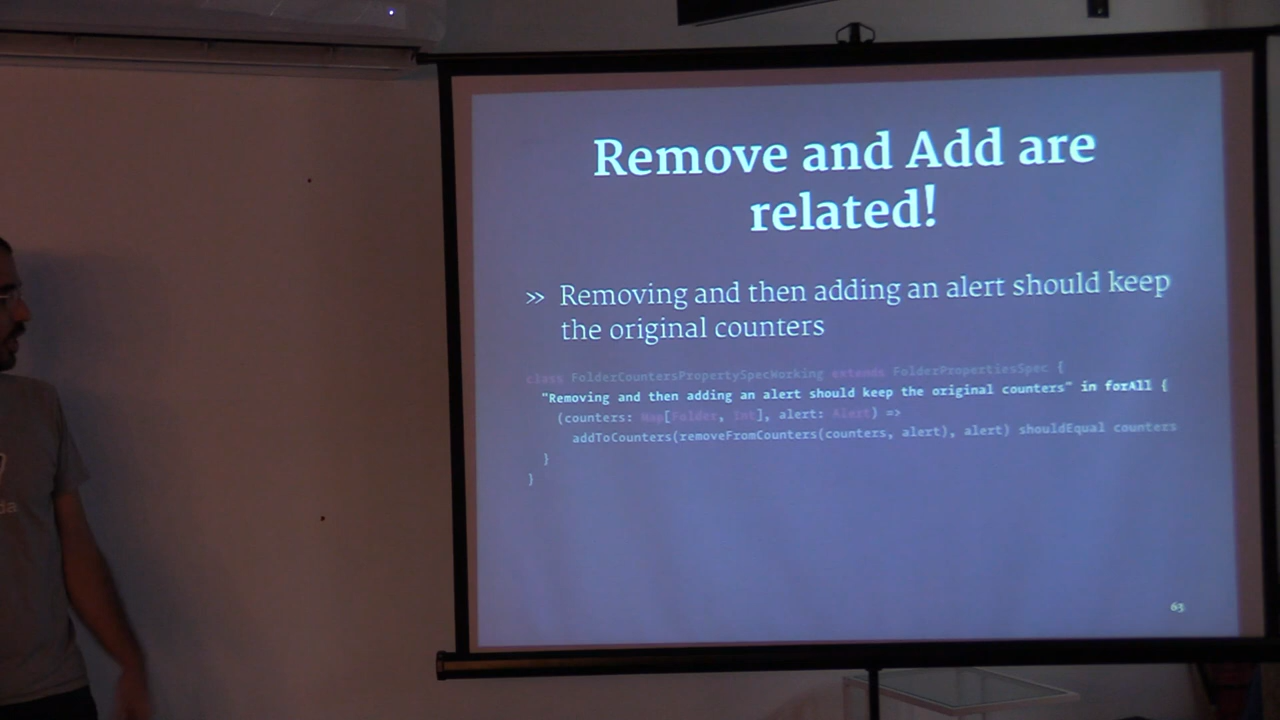 Remove and Add are
related!
» Removing and then adding an alert should keep
the original counters
class FolderCountersPropertySpecWorking extends FolderPropertiesSpec {
"Removing and then adding an alert should keep the original counters" in forAll {
(counters: Map[Folder, Int], alert: Alert) =>
addToCounters(removeFromCounters(counters, alert), alert) shouldEqual counters
}
}
63